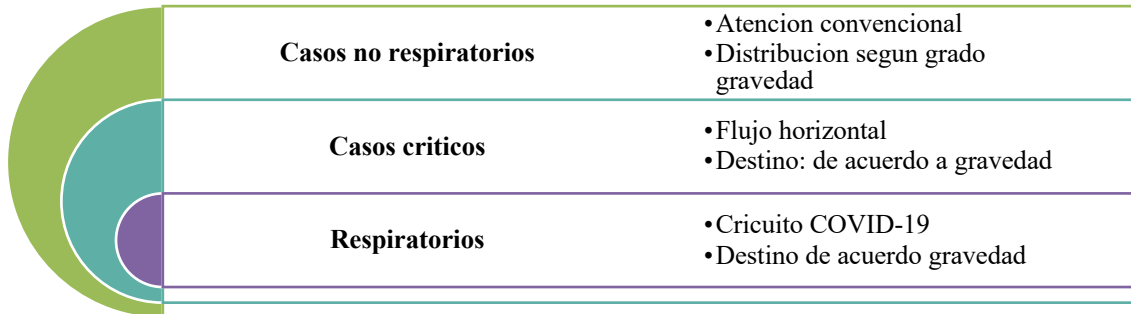 Casos no respiratorios
•Atencion convencional
•Distribucion segun grado
gravedad
Casos criticos
•Flujo horizontal
•Destino: de acuerdo a gravedad
Respiratorios
•Cricuito COVID-19
•Destino de acuerdo gravedad